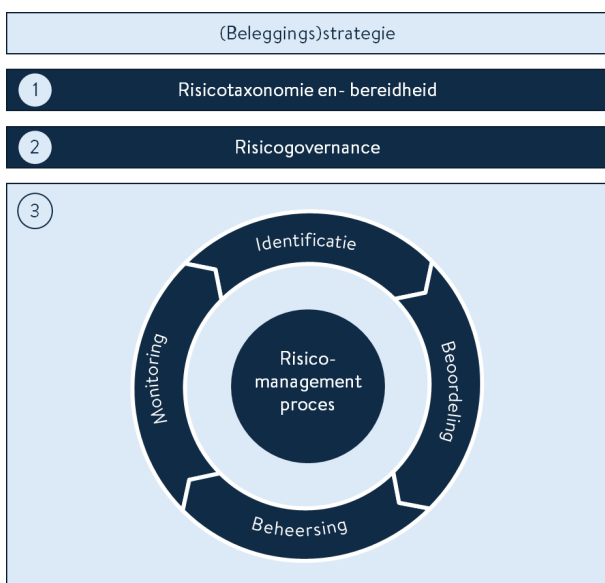 (Beleggings)strategie
1
Risicotaxonomie en- bereidheid
2
Risicogovernance
3
Identificatie
Beoordeling
Beheersing
Monitoring
Risico-
management
proces